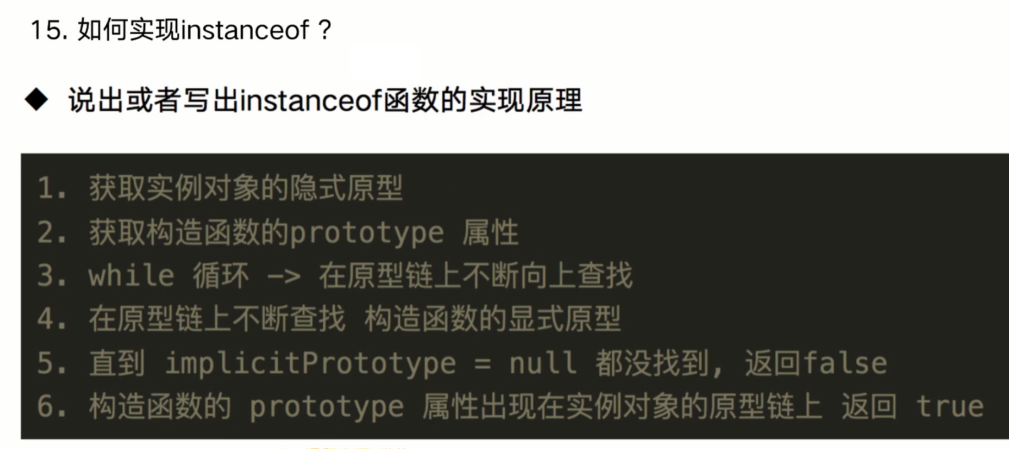 15. 如何实现instanceof ?
◆ 说出或者写出instanceof函数的实现原理
1. 获取实例对象的隐式原型
2. 获取构造函数的prototype 属性
3. while 循环 —> 在原型链上不断向上查找
4. 在原型链上不断查找 构造函数的显式原型
5. 直到 implicitPrototype = null 都没找到, 返回false
6. 构造函数的 prototype 属性出现在实例对象的原型链上 返回 true